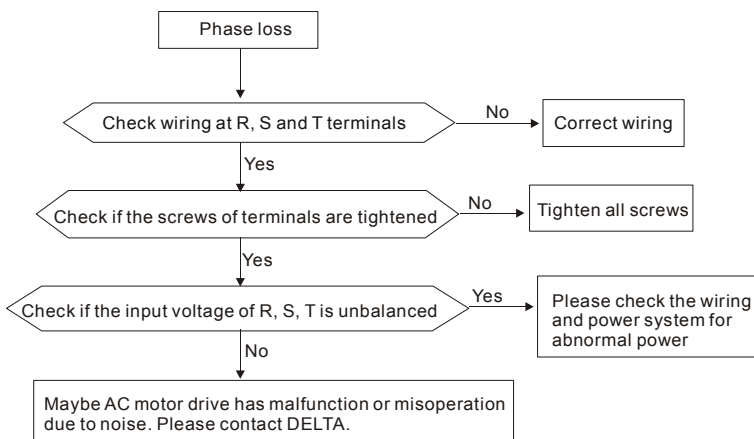 Phase loss
Check wiring at R, S and T terminals
No
Correct wiring
Yes
Check if the screws of terminals are tightened
No
Tighten all screws
Yes
Check if the input voltage of R, S, T is unbalanced
Yes
Please check the wiring
and power system for
abnormal power
No
Maybe AC motor drive has malfunction or misoperation
due to noise. Please contact DELTA.